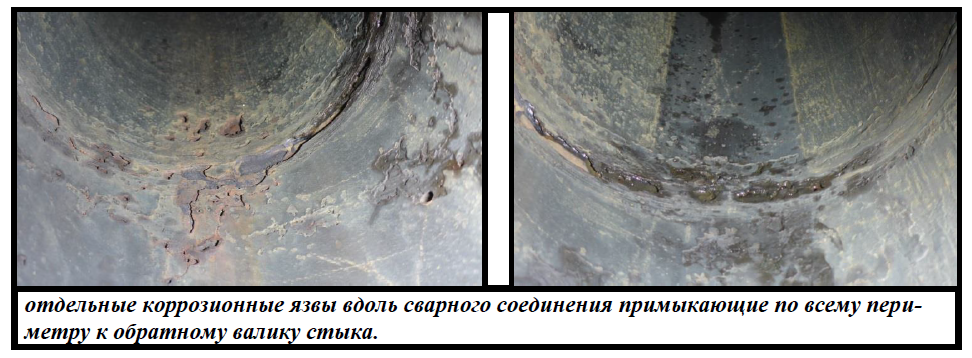 отдельные коррозионные язвы вдоль сварного соединения примыкающие по всему пери-
метру к обратному валику стыка.